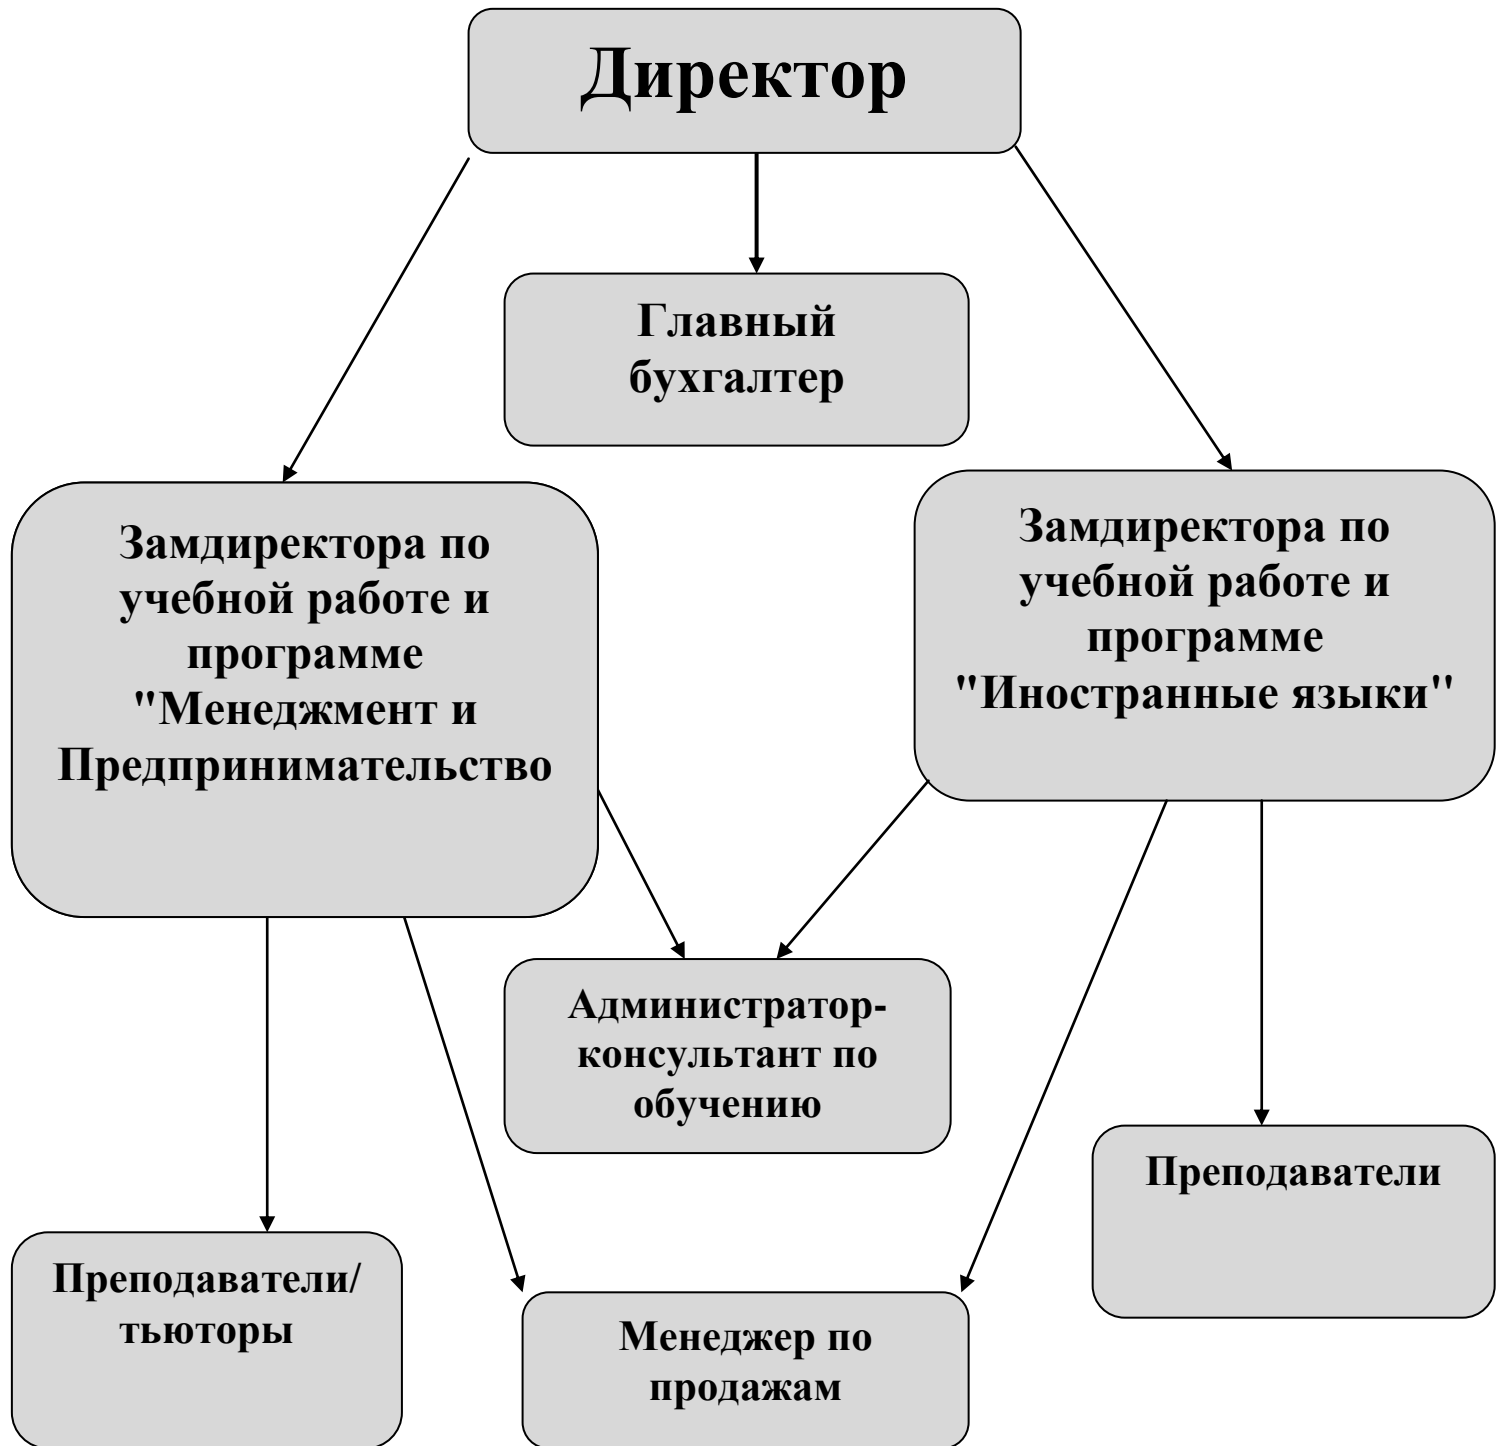 Директор
Главный
бухгалтер
Замдиректора по
учебной работе и
программе
"Менеджмент и
Предпринимательство
Замдиректора по
учебной работе и
программе
"Иностранные языки"
Администратор-
консультант по
обучению
Преподаватели
Преподаватели/
тьюторы
Менеджер по
продажам